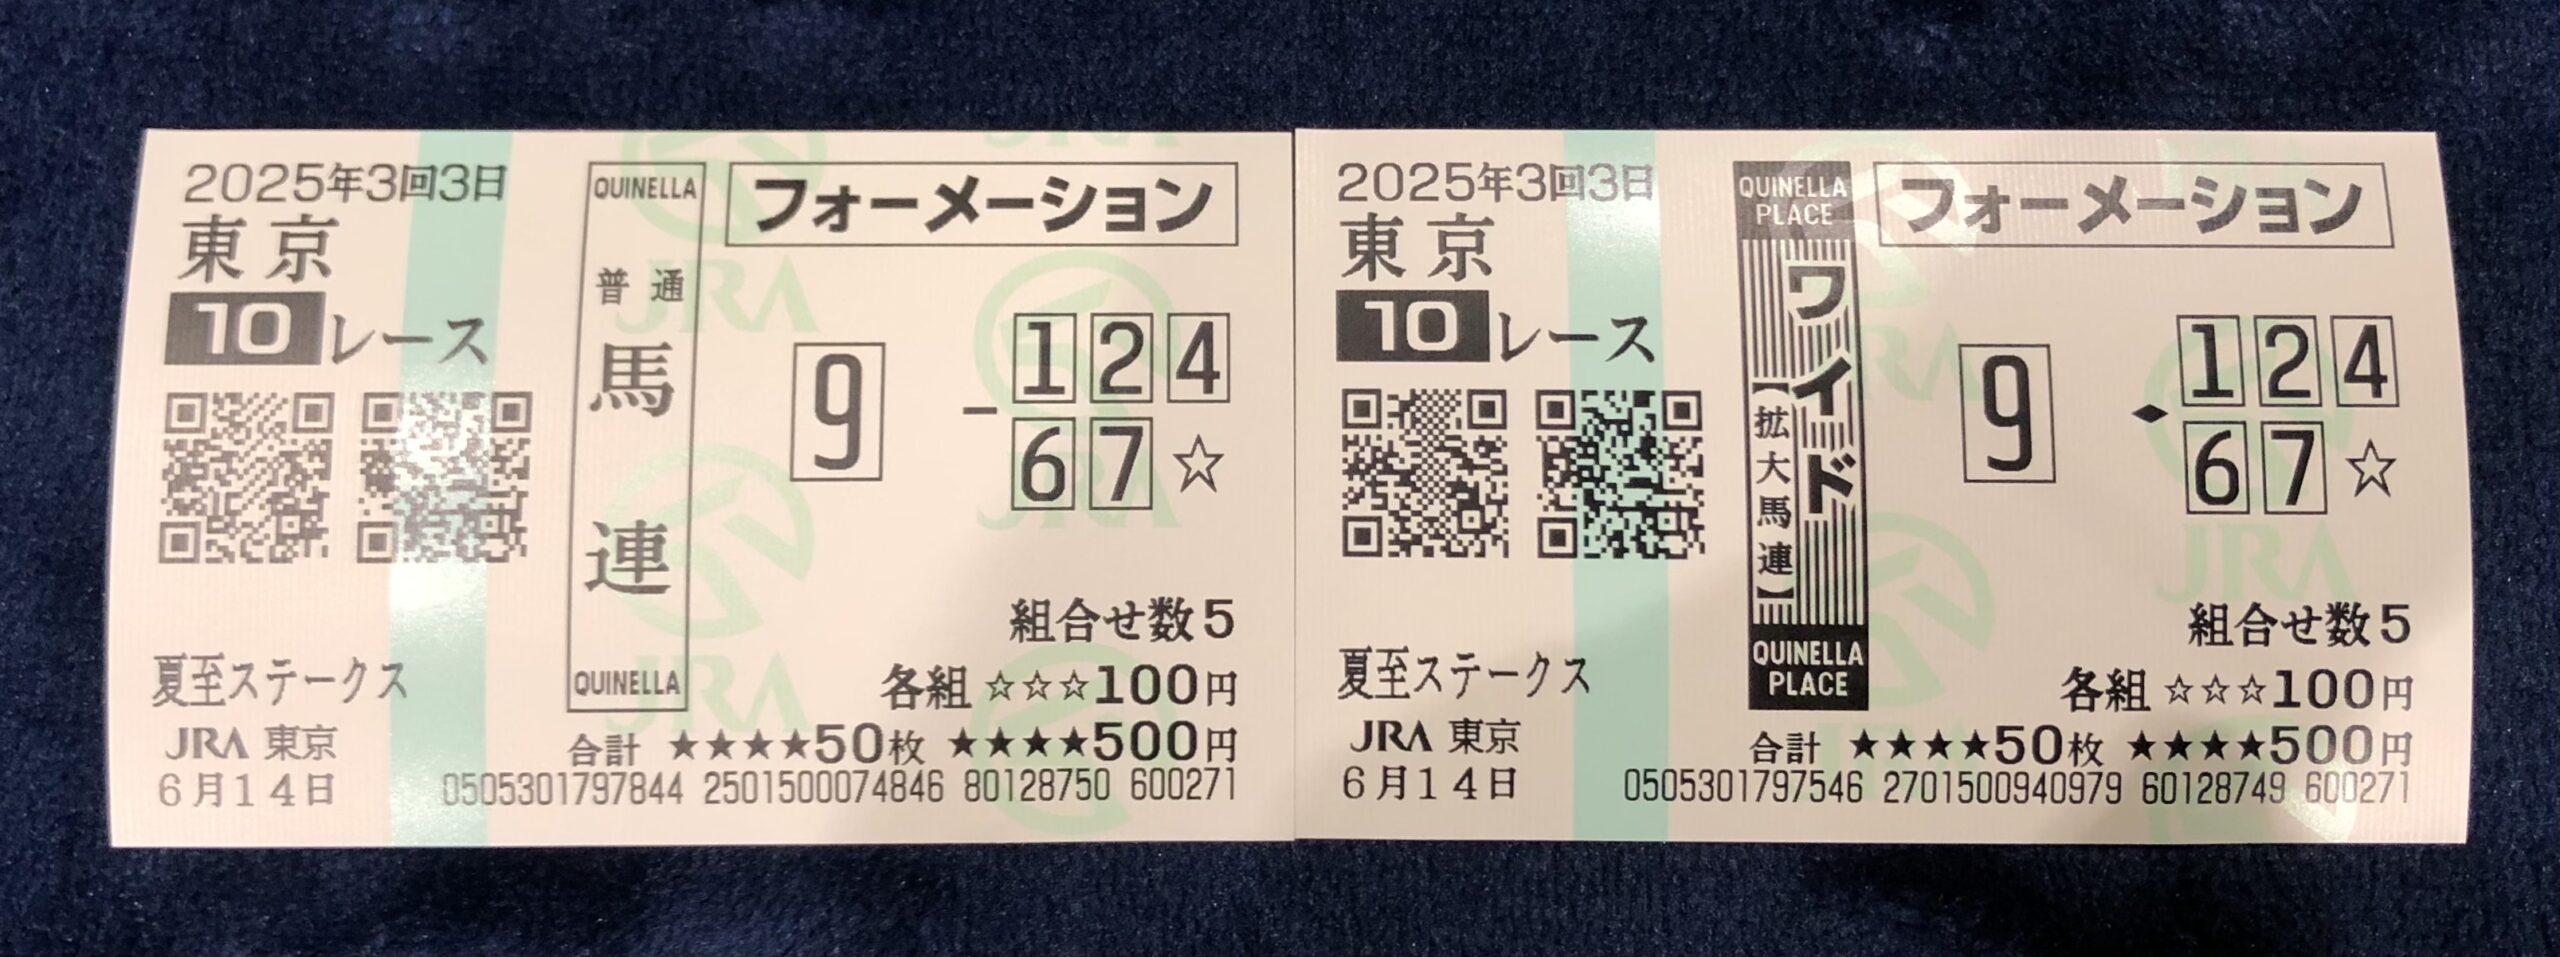 2025年3回3日
東京
10レース
夏至ステークス
JRA 東京
6月14日
QUINELLA
普通
馬連
QUINELLA
フォーメーション
9 - 1 2 4
6 7 ☆
組合せ数5
各組 ☆☆☆100円
合計 ★★★★50枚 ★★★★500円
0505301797844 2501500074846 80128750 600271
2025年3回3日
東京
10レース
夏至ステークス
JRA 東京
6月14日
QUINELLA
PLACE
ワイド
【拡大馬連】
QUINELLA
PLACE
フォーメーション
9 ◆ 1 2 4
6 7 ☆
組合せ数5
各組 ☆☆☆100円
合計 ★★★★50枚 ★★★★500円
0505301797546 2701500940979 60128749 600271